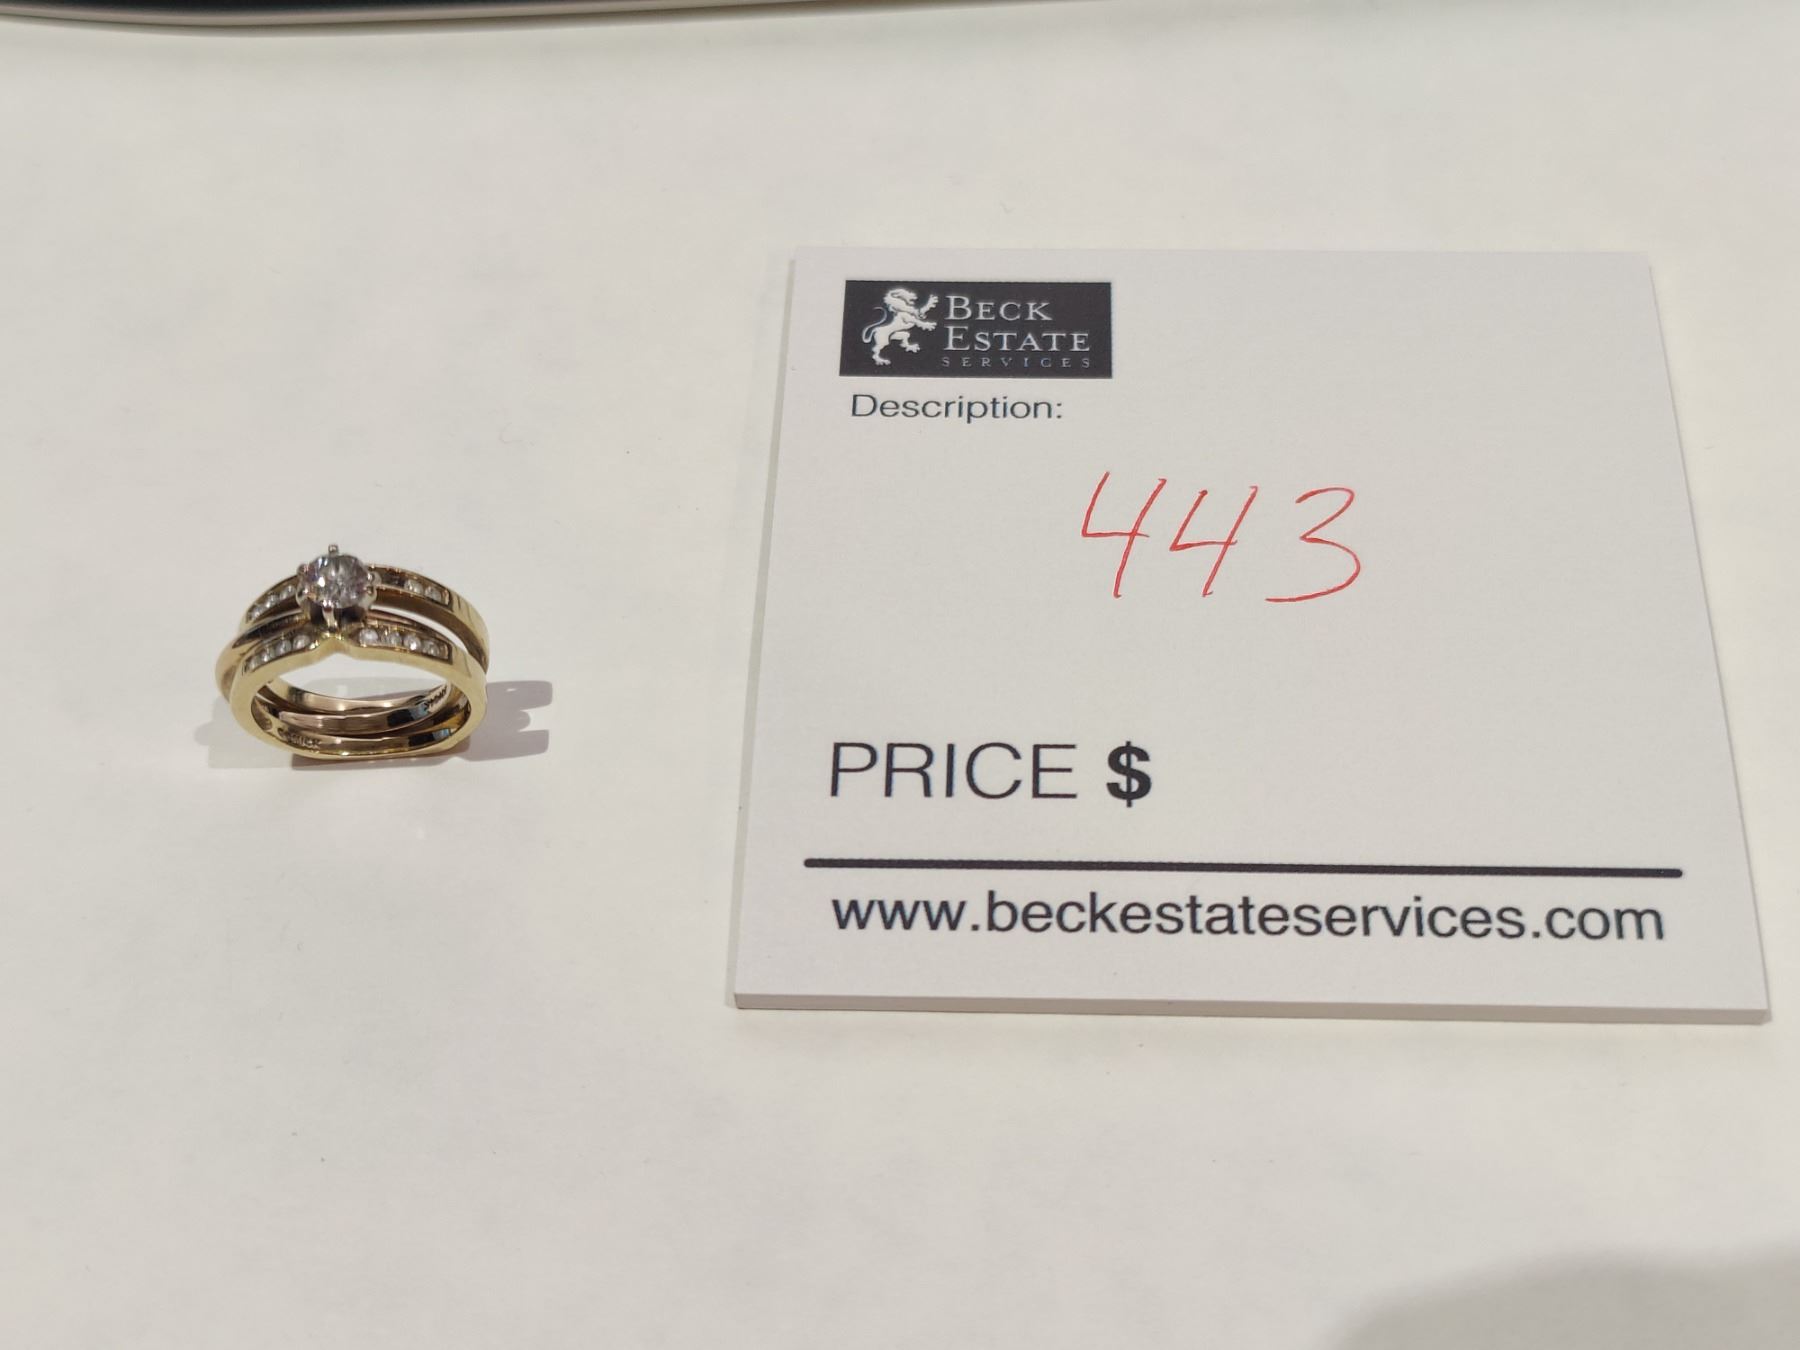 BECK
ESTATE
SERVICES
Description:
443
PRICE $
www.beckestateservices.com